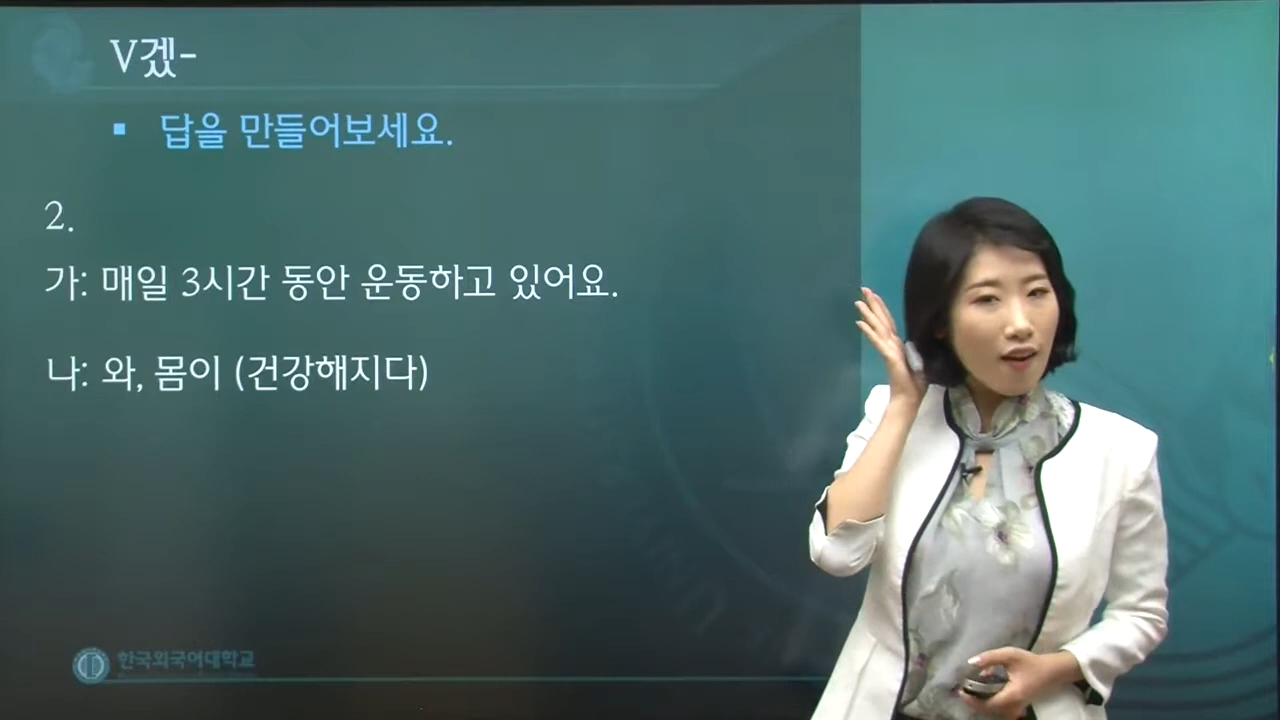 V겠-
답을 만들어보세요.
2.
가: 매일 3시간 동안 운동하고 있어요.
나: 와, 몸이 (건강해지다)
한국외국어대학교